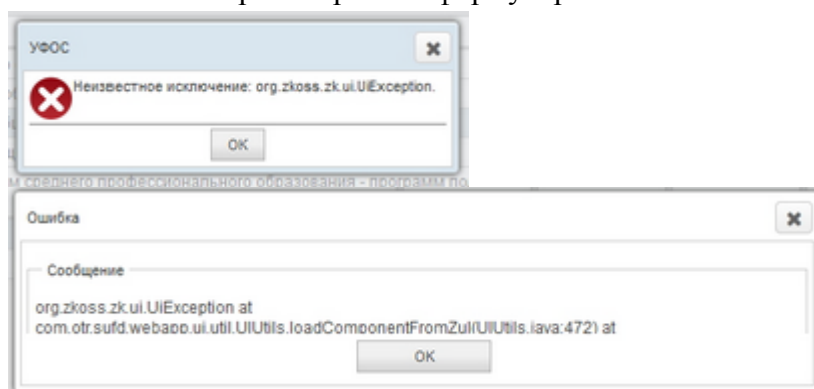 УФОС
Неизвестное исключение: org.zkoss.zk.ui.UiException.
OK
м среднего профессионального образования - программ по
Ошибка
Сообщение
org.zkoss.zk.ui.UiException at
com.otr.sufd.webapp.ui.util.UIUtils.loadComponentFromZul(UIUtils.java:472) at
OK